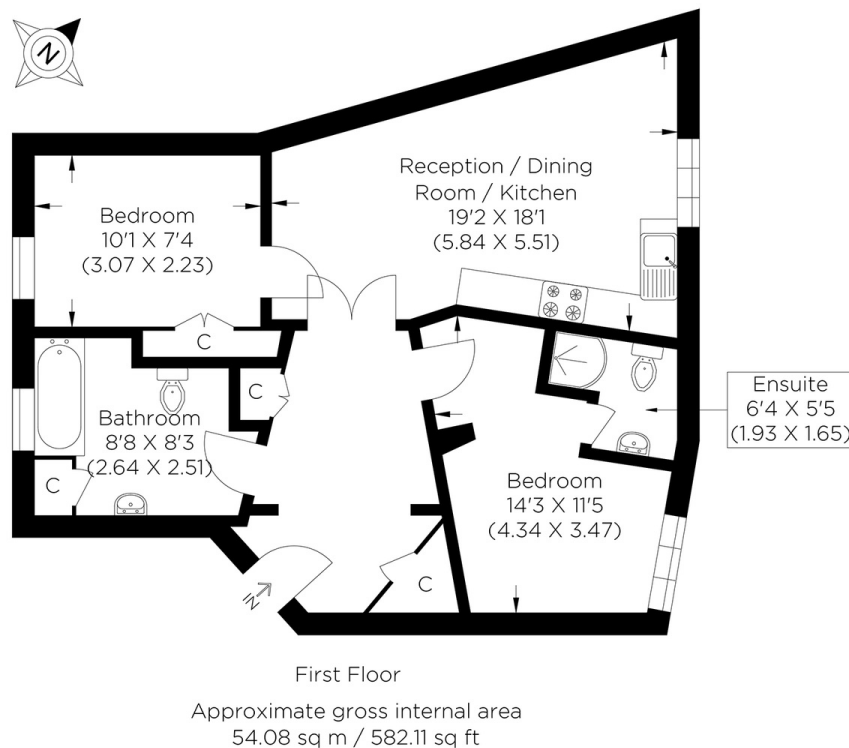 N
Reception / Dining
Room / Kitchen
19'2 X 18'1
(5.84 X 5.51)
Bedroom
10'1 X 7'4
(3.07 X 2.23)
C
C
Bathroom
8'8 X 8'3
(2.64 X 2.51)
C
Ensuite
6'4 X 5'5
(1.93 X 1.65)
Bedroom
14'3 X 11'5
(4.34 X 3.47)
C
IN
First Floor
Approximate gross internal area
54.08 sq m / 582.11 sq ft